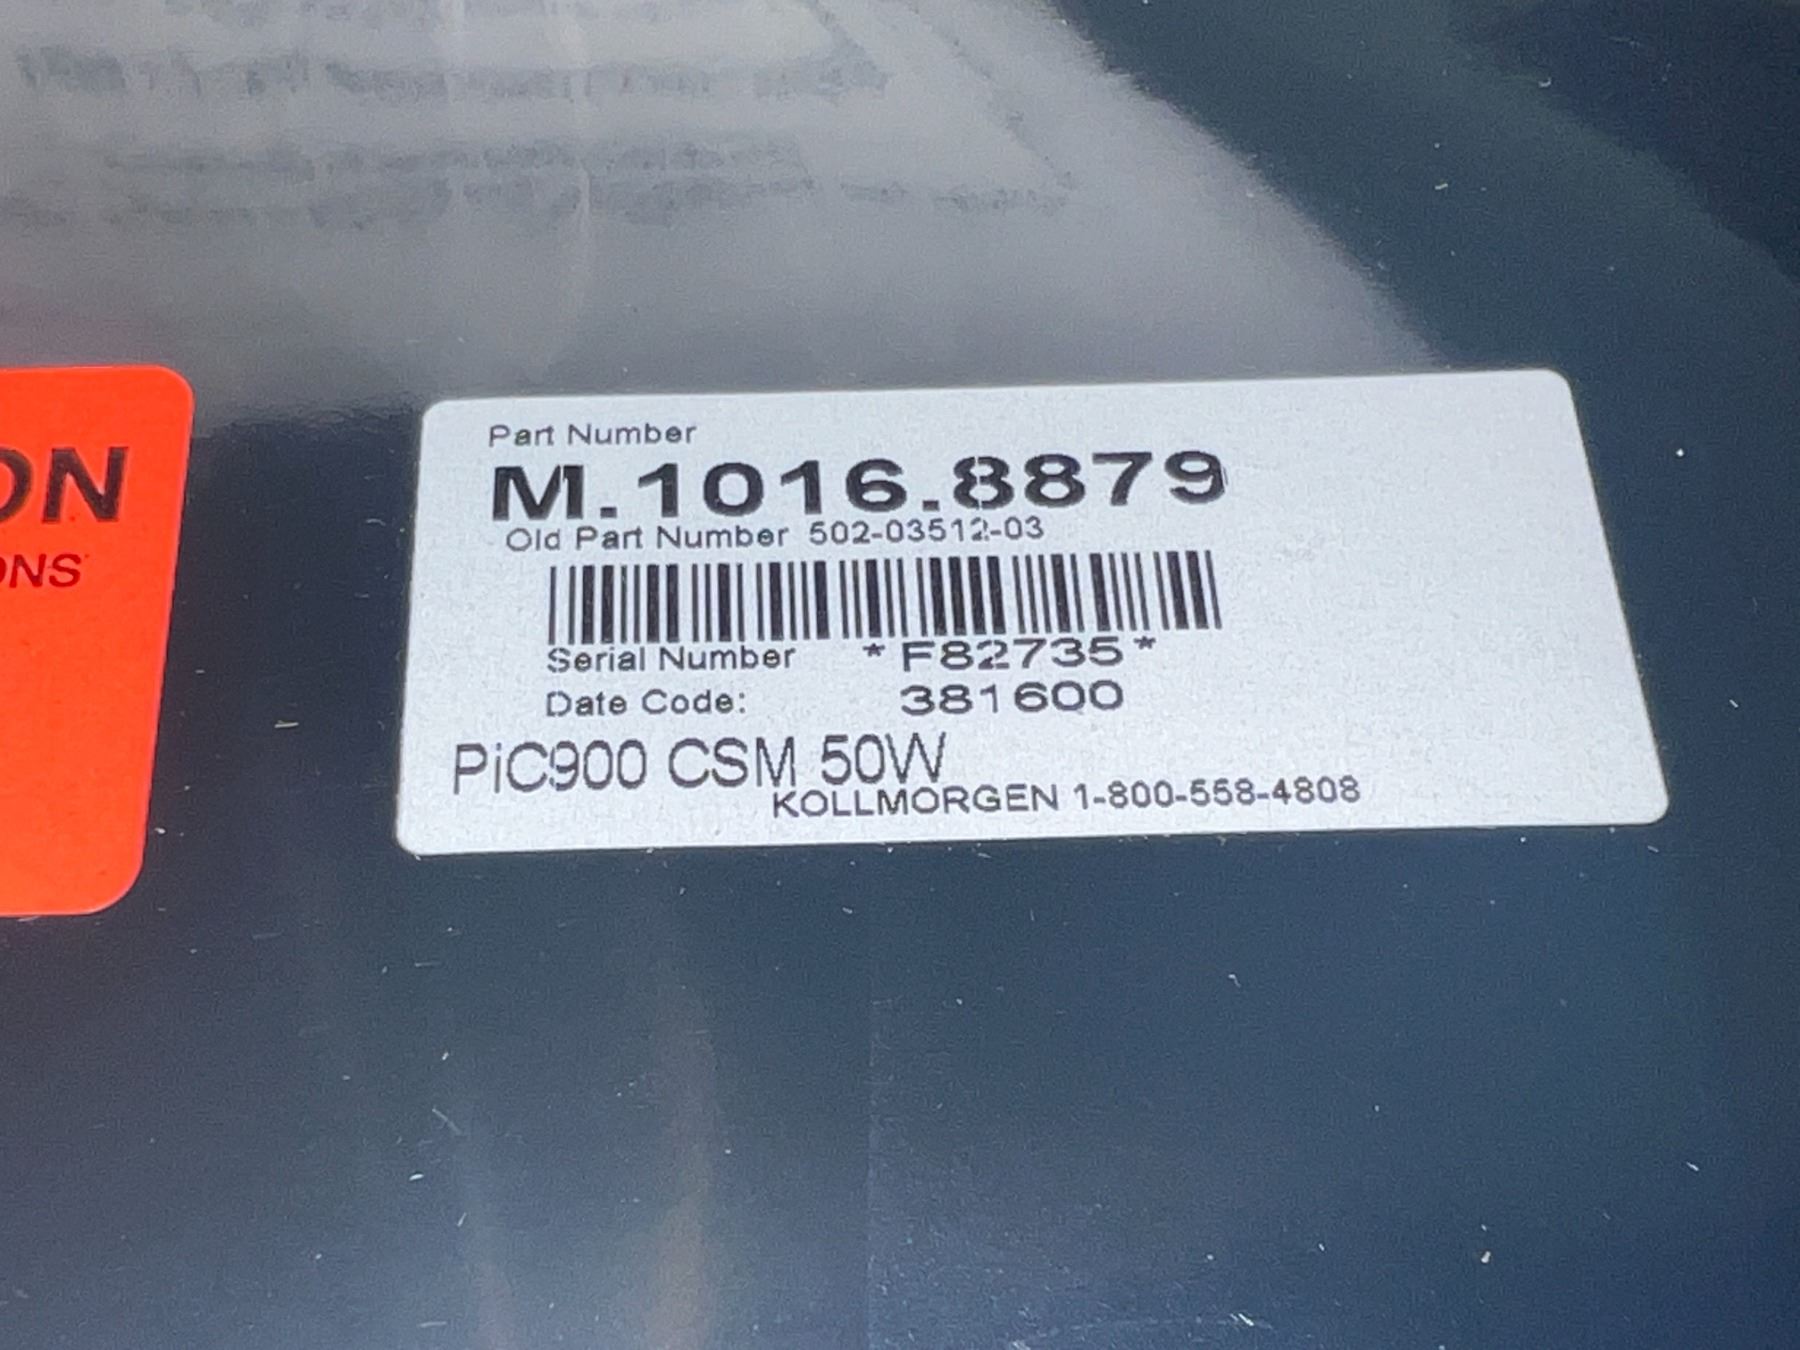 ON
ONS
Part Number
M.1016.8879
Old Part Number 502-03512-03
Serial Number *F82735*
Date Code: 381600
PiC900 CSM 50W
KOLLMORGEN 1-800-558-4808